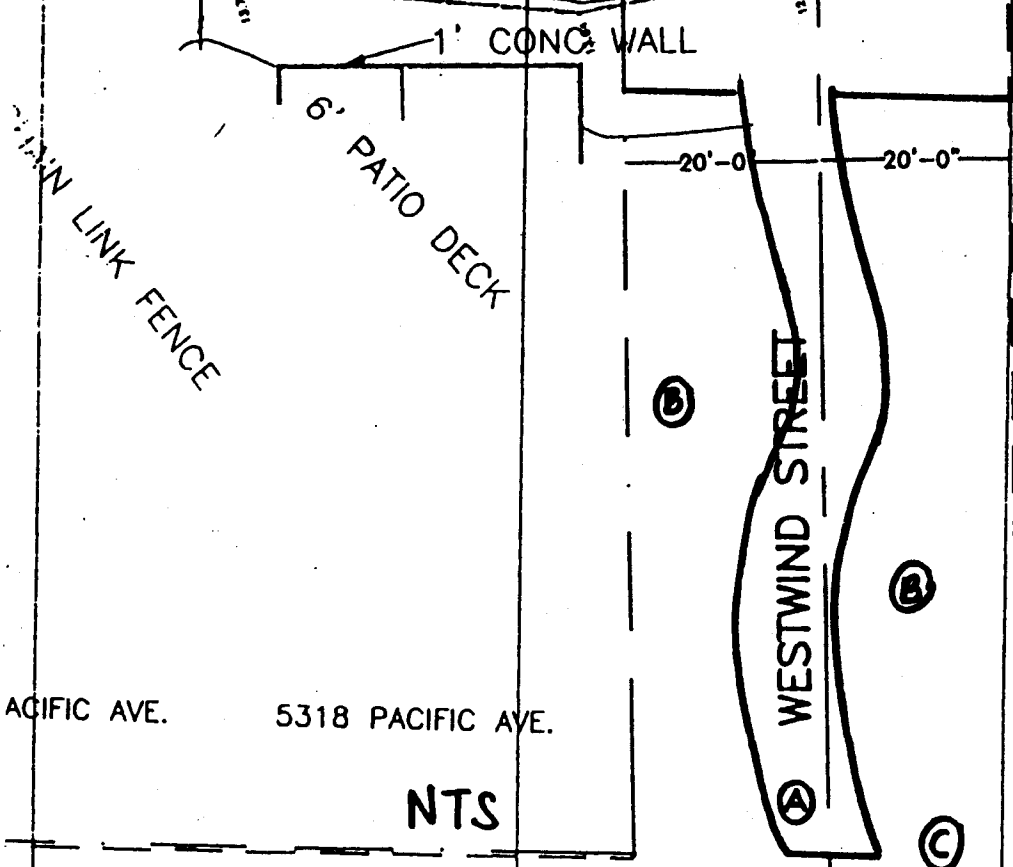 1' CONC. WALL
6' PATIO DECK
LINK FENCE
20'-0
20'-0"
B
WESTWIND STREET
B
ACIFIC AVE.
5318 PACIFIC AVE.
NTS
A
C